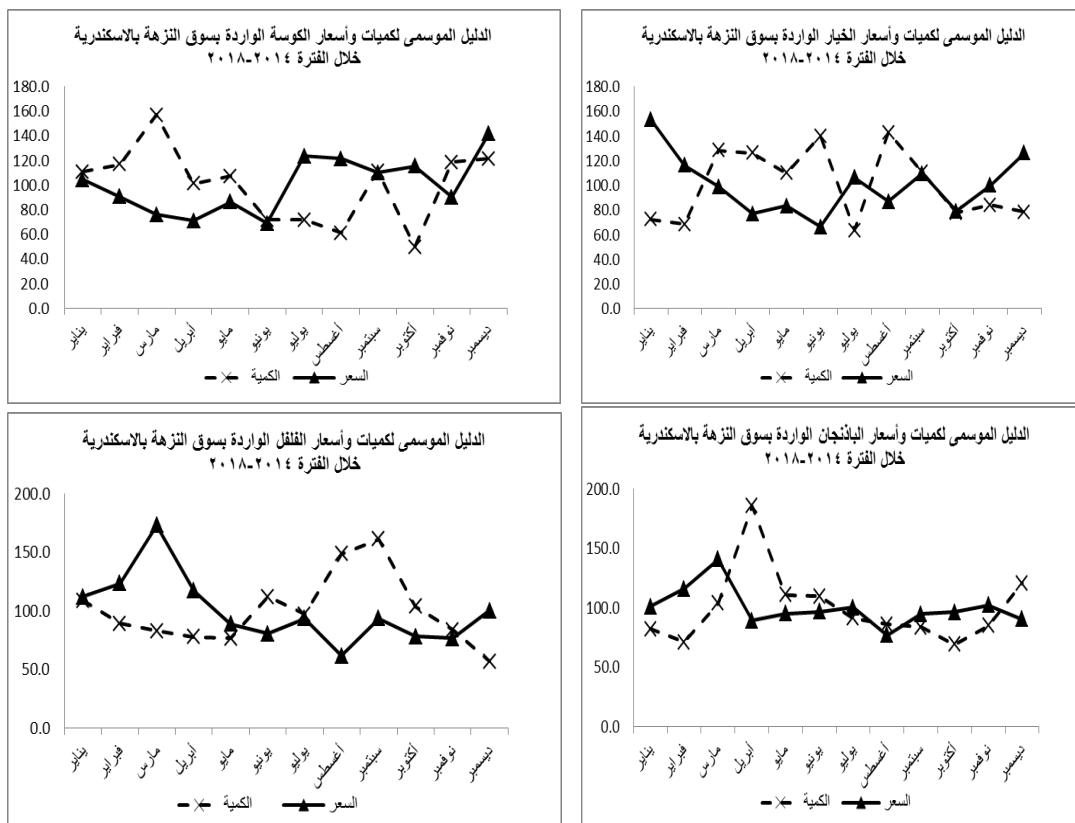 الدليل الموسمى لكميات وأسعار الكوسة الواردة بسوق النزهة بالاسكندرية
خلال الفترة ٢٠١٤-٢٠١٨
180.0
160.0
140.0
120.0
100.0
80.0
60.0
40.0
20.0
0.0
يناير
فبراير
مارس
أبريل
مايو
يونيو
يوليو
أغسطس
سبتمبر
أكتوبر
نوفمبر
ديسمبر
الكمية
السعر
الدليل الموسمى لكميات وأسعار الخيار الواردة بسوق النزهة بالاسكندرية
خلال الفترة ٢٠١٤-٢٠١٨
180.0
160.0
140.0
120.0
100.0
80.0
60.0
40.0
20.0
0.0
يناير
فبراير
مارس
أبريل
مايو
يونيو
يوليو
أغسطس
سبتمبر
أكتوبر
نوفمبر
ديسمبر
الكمية
السعر
الدليل الموسمى لكميات وأسعار الفلفل الواردة بسوق النزهة بالاسكندرية
خلال الفترة ٢٠١٤-٢٠١٨
200.0
150.0
100.0
50.0
0.0
يناير
فبراير
مارس
أبريل
مايو
يونيو
يوليو
أغسطس
سبتمبر
أكتوبر
نوفمبر
ديسمبر
الكمية
السعر
الدليل الموسمى لكميات وأسعار الباذنجان الواردة بسوق النزهة بالاسكندرية
خلال الفترة ٢٠١٤-٢٠١٨
200.0
150.0
100.0
50.0
0.0
يناير
فبراير
مارس
أبريل
مايو
يونيو
يوليو
أغسطس
سبتمبر
أكتوبر
نوفمبر
ديسمبر
الكمية
السعر